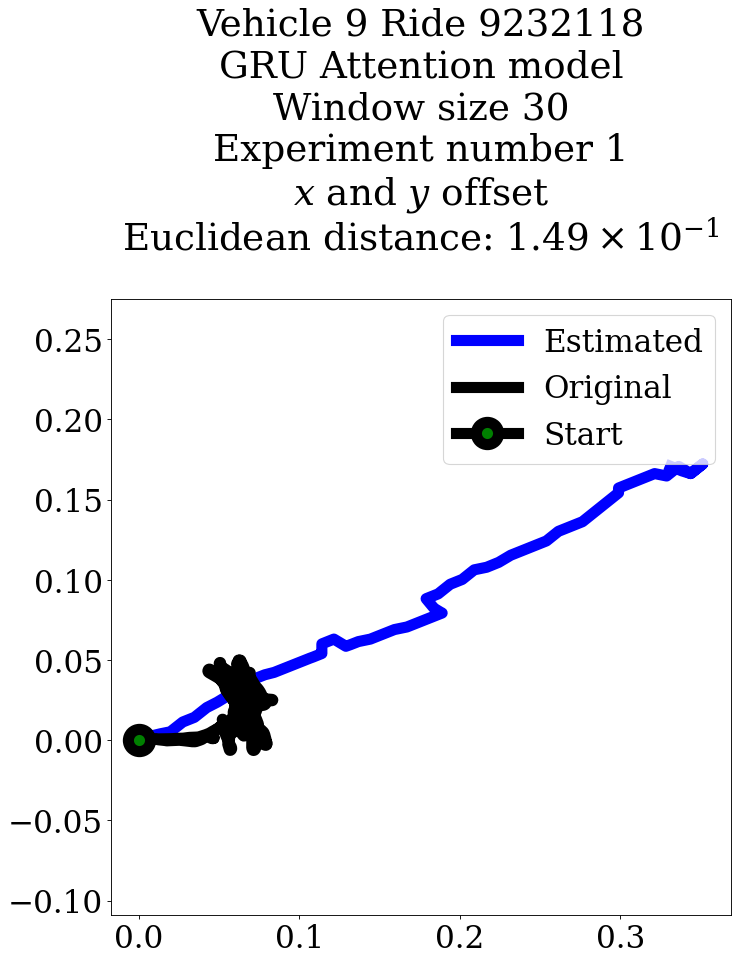 Vehicle 9 Ride 9232118
GRU Attention model
Window size 30
Experiment number 1
x and y offset
Euclidean distance: 1.49 × 10⁻¹
Estimated
Original
Start
0.25
0.20
0.15
0.10
0.05
0.00
−0.05
−0.10
0.0 0.1 0.2 0.3